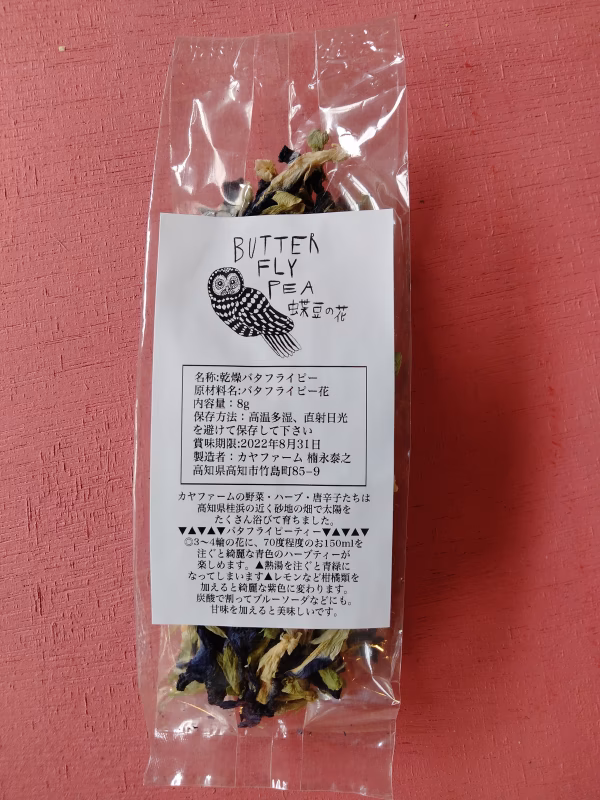 BUTTER
FLY
PEA
蝶豆の花
名称:乾燥バタフライピー
原材料名:バタフライピー花
内容量：8g
保存方法：高温多湿、直射日光
を避けて保存して下さい
賞味期限:2022年8月31日
製造者：カヤファーム 楠永泰之
高知県高知市竹島町85−9
カヤファームの野菜・ハーブ・唐辛子たちは
高知県桂浜の近く砂地の畑で太陽を
たくさん浴びて育ちました。
▼▲▼▲▼バタフライピーティー▼▲▼▲▼
◎3〜4輪の花に、70度程度のお150mlを
注ぐと綺麗な青色のハーブティーが
楽しめます。▲熱湯を注ぐと青緑に
なってしまいます▲レモンなど柑橘類を
加えると綺麗な紫色に変わります。
炭酸で割ってブルーソーダなどにも。
甘味を加えると美味しいです。